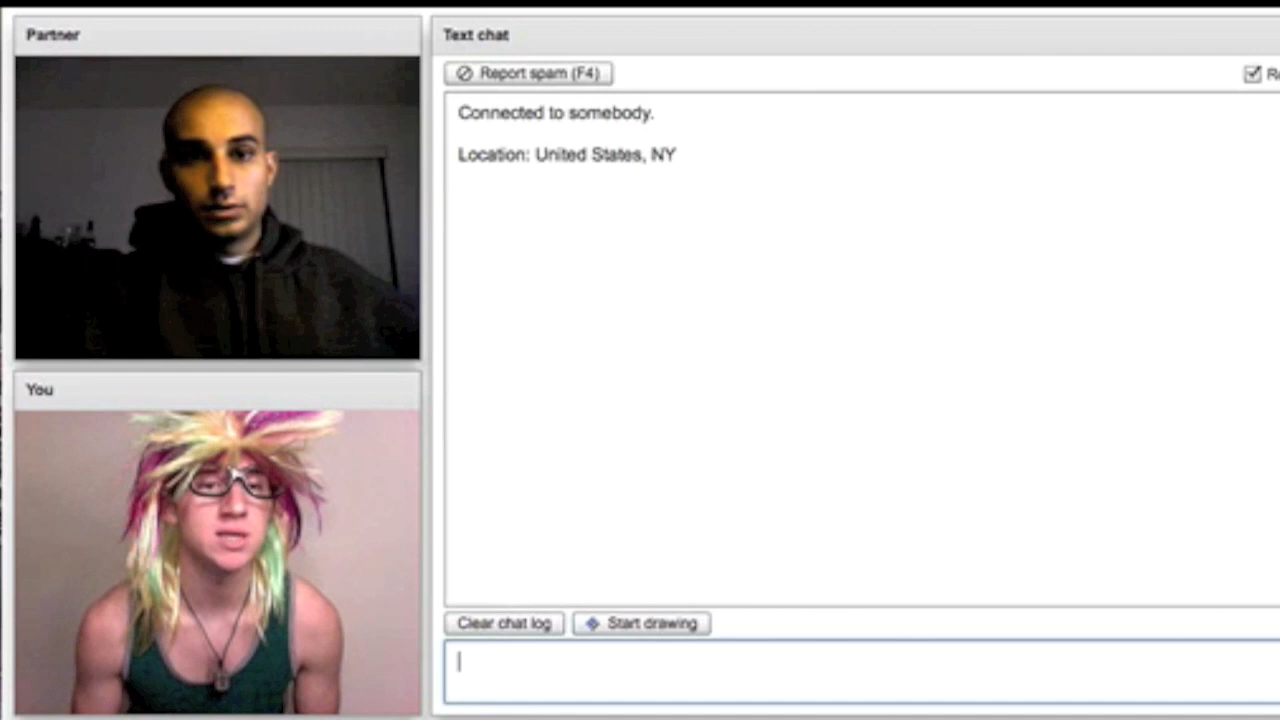 Partner
Text chat
Report spam (F4)
Connected to somebody.
Location: United States, NY
You
Clear chat log
Start drawing